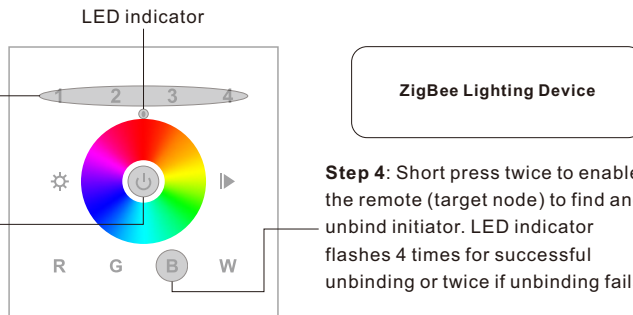 LED indicator
1 2 3 4
R G B W
ZigBee Lighting Device
Step 4: Short press twice to enable
the remote (target node) to find an
unbind initiator. LED indicator
flashes 4 times for successful
unbinding or twice if unbinding fail